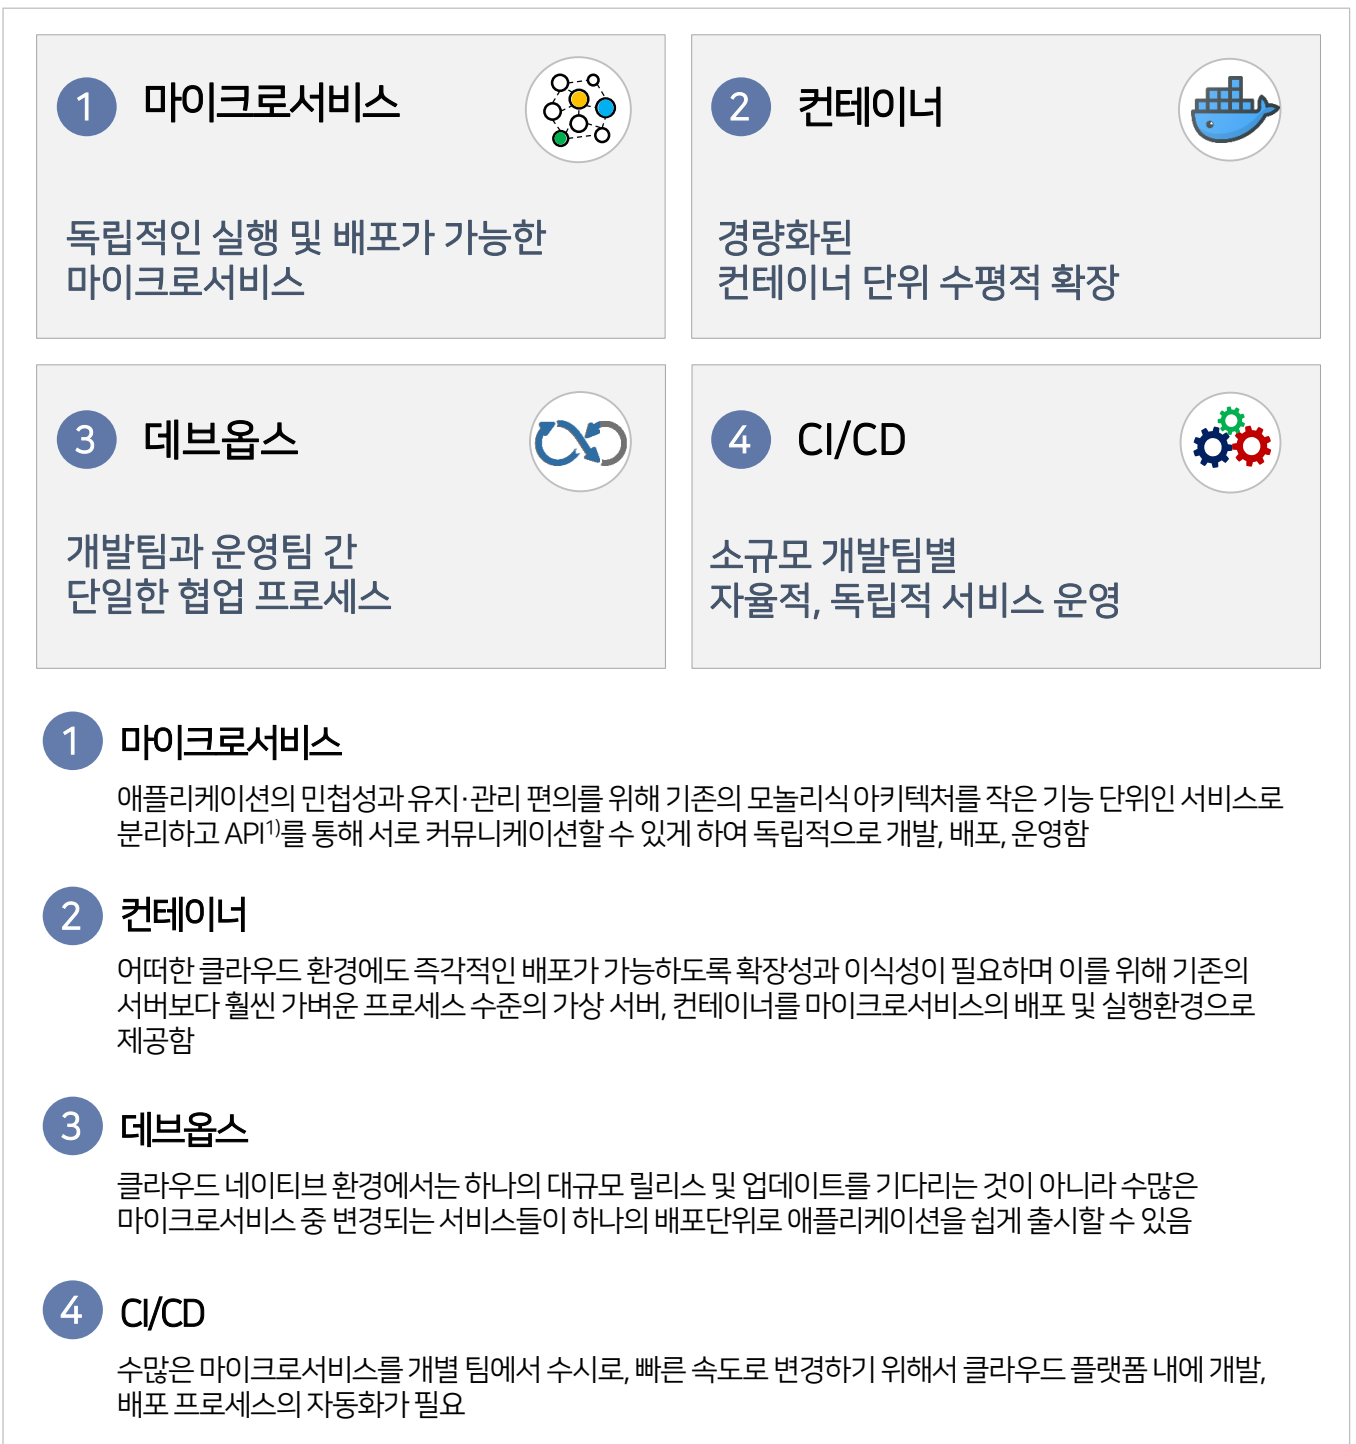 1 마이크로서비스
독립적인 실행 및 배포가 가능한
마이크로서비스
2 컨테이너
경량화된
컨테이너 단위 수평적 확장
3 데브옵스
개발팀과 운영팀 간
단일한 협업 프로세스
4 CI/CD
소규모 개발팀별
자율적, 독립적 서비스 운영
1 마이크로서비스
애플리케이션의 민첩성과 유지·관리 편의를 위해 기존의 모놀리식 아키텍처를 작은 기능 단위인 서비스로
분리하고 API1)를 통해 서로 커뮤니케이션할 수 있게 하여 독립적으로 개발, 배포, 운영함
2 컨테이너
어떠한 클라우드 환경에도 즉각적인 배포가 가능하도록 확장성과 이식성이 필요하며 이를 위해 기존의
서버보다 훨씬 가벼운 프로세스 수준의 가상 서버, 컨테이너를 마이크로서비스의 배포 및 실행환경으로
제공함
3 데브옵스
클라우드 네이티브 환경에서는 하나의 대규모 릴리스 및 업데이트를 기다리는 것이 아니라 수많은
마이크로서비스 중 변경되는 서비스들이 하나의 배포단위로 애플리케이션을 쉽게 출시할 수 있음
4 CI/CD
수많은 마이크로서비스를 개별 팀에서 수시로, 빠른 속도로 변경하기 위해서 클라우드 플랫폼 내에 개발,
배포 프로세스의 자동화가 필요